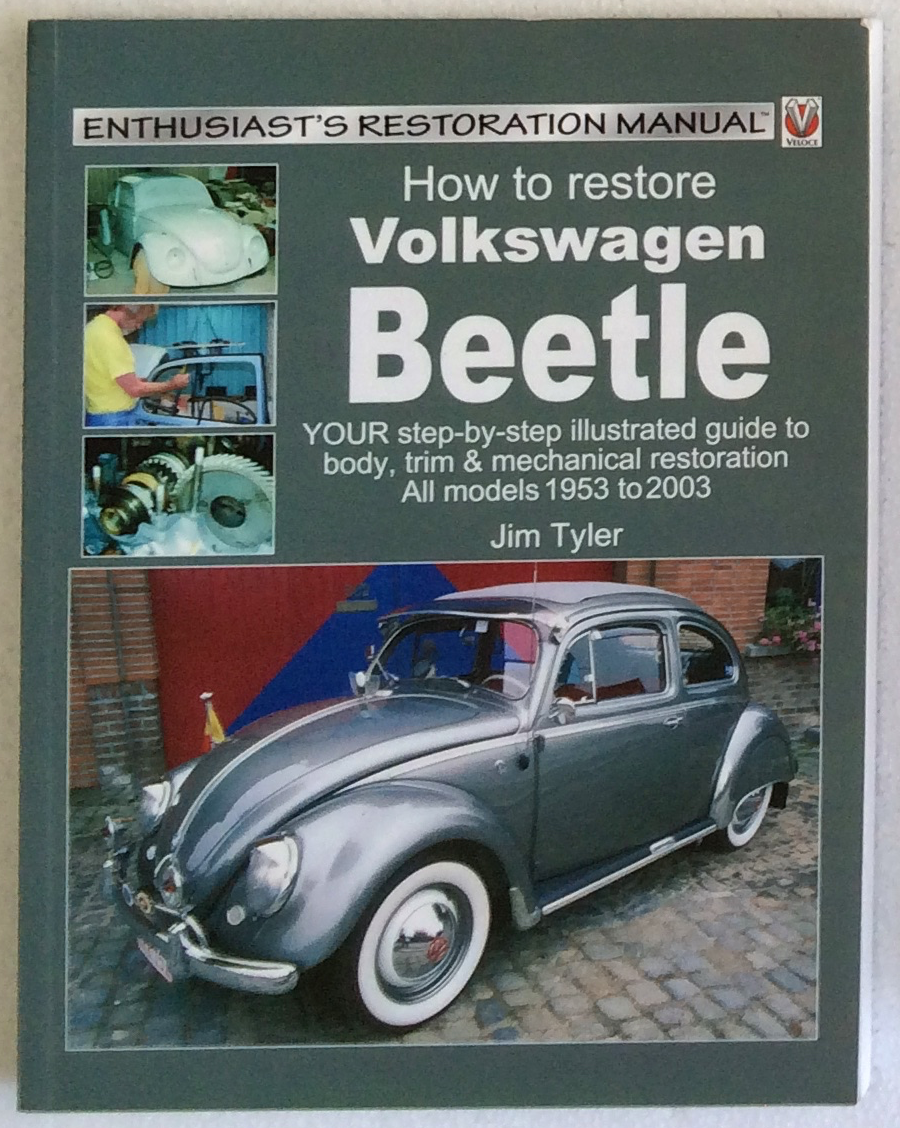 ENTHUSIAST'S RESTORATION MANUAL™
VELOCE
How to restore
Volkswagen
Beetle
YOUR step-by-step illustrated guide to
body, trim & mechanical restoration
All models 1953 to 2003
Jim Tyler